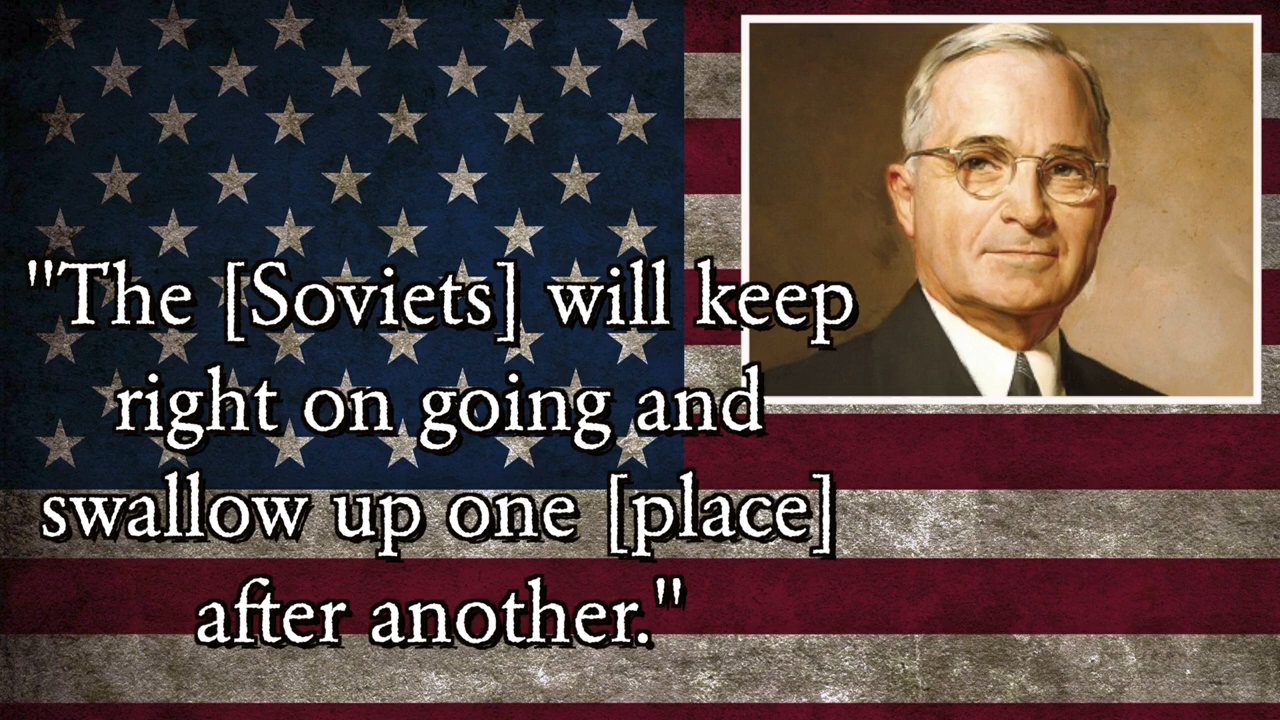 "The [Soviets] will keep
right on going and
swallow up one [place]
after another."